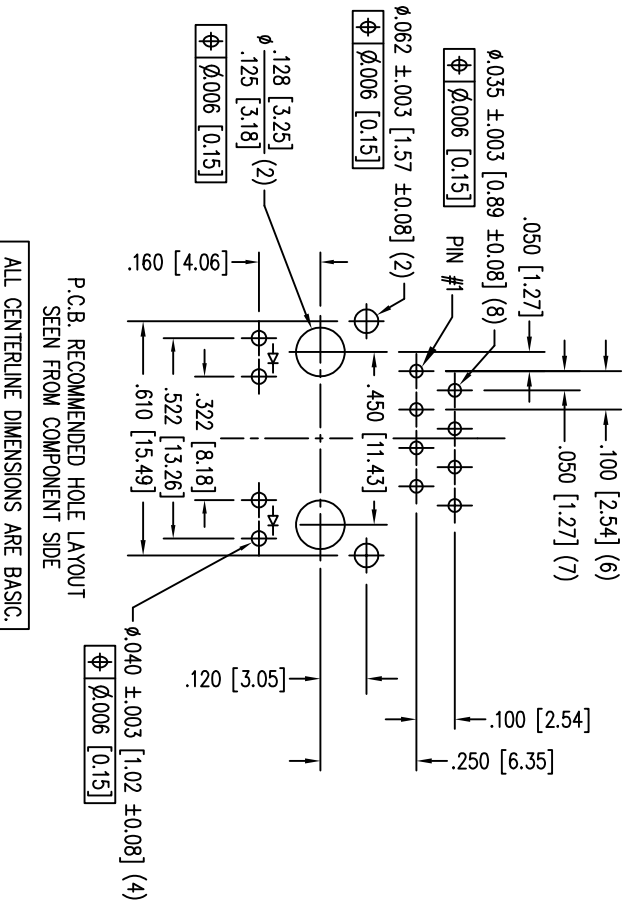 .100 [2.54] (6)
.050 [1.27] (7)
.050 [1.27]
ø.035 ±.003 [0.89 ±0.08] (8)
⌖ Ø.006 [0.15]
PIN #1
ø.062 ±.003 [1.57 ±0.08] (2)
⌖ Ø.006 [0.15]
ø .128 [3.25]
.125 [3.18] (2)
⌖ Ø.006 [0.15]
.100 [2.54]
.250 [6.35]
.120 [3.05]
.160 [4.06]
.450 [11.43]
.322 [8.18]
.522 [13.26]
.610 [15.49]
ø.040 ±.003 [1.02 ±0.08] (4)
⌖ Ø.006 [0.15]
P.C.B. RECOMMENDED HOLE LAYOUT
SEEN FROM COMPONENT SIDE
ALL CENTERLINE DIMENSIONS ARE BASIC.